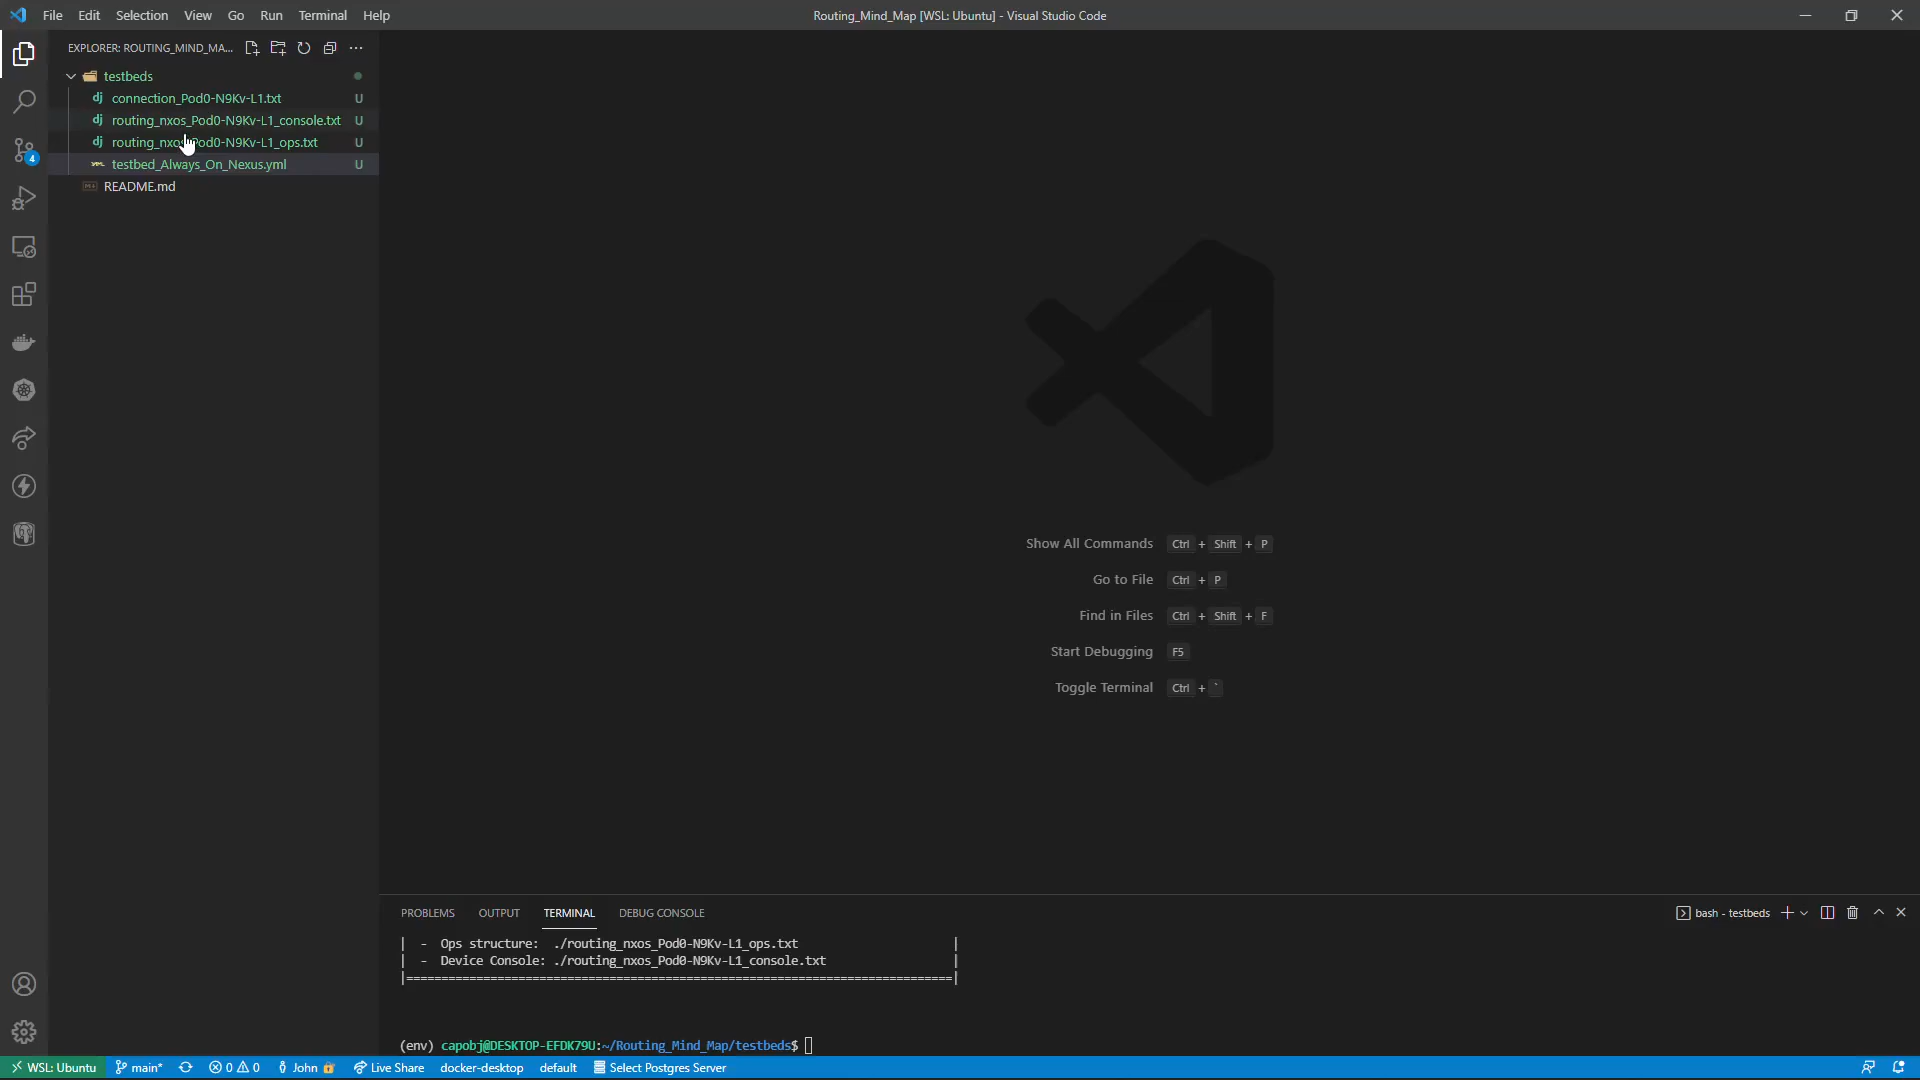 File Edit Selection View Go Run Terminal Help
Routing_Mind_Map [WSL: Ubuntu] - Visual Studio Code
EXPLORER: ROUTING_MIND_MA...
testbeds
connection_Pod0-N9Kv-L1.txt U
routing_nxos_Pod0-N9Kv-L1_console.txt U
routing_nxos_Pod0-N9Kv-L1_ops.txt U
testbed_Always_On_Nexus.yml U
README.md
4
Show All Commands Ctrl + Shift + P
Go to File Ctrl + P
Find in Files Ctrl + Shift + F
Start Debugging F5
Toggle Terminal Ctrl + `
PROBLEMS OUTPUT TERMINAL DEBUG CONSOLE
bash - testbeds
| - Ops structure: ./routing_nxos_Pod0-N9Kv-L1_ops.txt |
| - Device Console: ./routing_nxos_Pod0-N9Kv-L1_console.txt |
|==============================================================================|
(env) capobj@DESKTOP-EFDK79U:~/Routing_Mind_Map/testbeds$
WSL: Ubuntu main* 0 0 John Live Share docker-desktop default Select Postgres Server